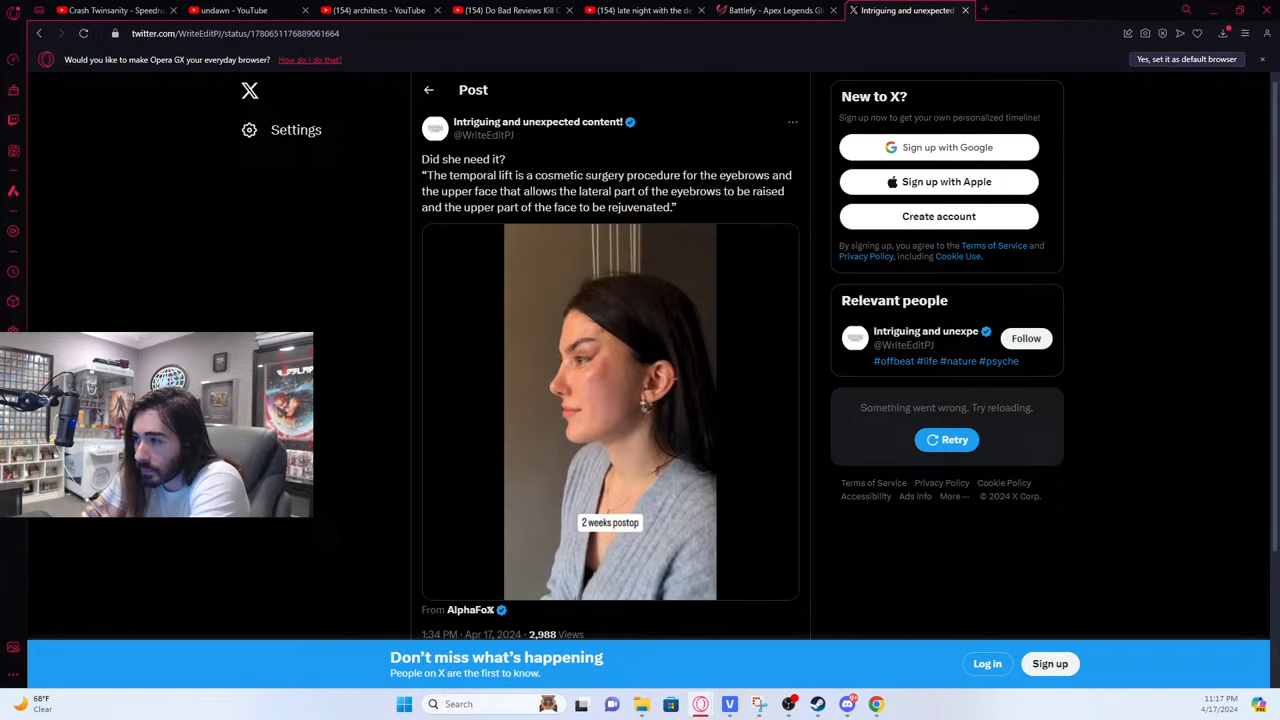 Crash Twinsanity - Speedru
undawn - YouTube
(154) architects - YouTube
(154) Do Bad Reviews Kill C
(154) late night with the de
Battlefy - Apex Legends Gl
Intriguing and unexpected
twitter.com/WriteEditPJ/status/1780651176889061664
Would you like to make Opera GX your everyday browser? How do I do that?
Yes, set it as default browser
Settings
Post
Intriguing and unexpected content!
@WriteEditPJ
Did she need it?
“The temporal lift is a cosmetic surgery procedure for the eyebrows and
the upper face that allows the lateral part of the eyebrows to be raised
and the upper part of the face to be rejuvenated.”
2 weeks postop
From AlphaFoX
1:34 PM · Apr 17, 2024 · 2,988 Views
New to X?
Sign up now to get your own personalized timeline!
Sign up with Google
Sign up with Apple
Create account
By signing up, you agree to the Terms of Service and
Privacy Policy, including Cookie Use.
Relevant people
Intriguing and unexpe
@WriteEditPJ
Follow
#offbeat #life #nature #psyche
Something went wrong. Try reloading.
Retry
Terms of Service Privacy Policy Cookie Policy
Accessibility Ads info More ··· © 2024 X Corp.
Don’t miss what’s happening
People on X are the first to know.
Log in
Sign up
68°F
Clear
Search
11:17 PM
4/17/2024